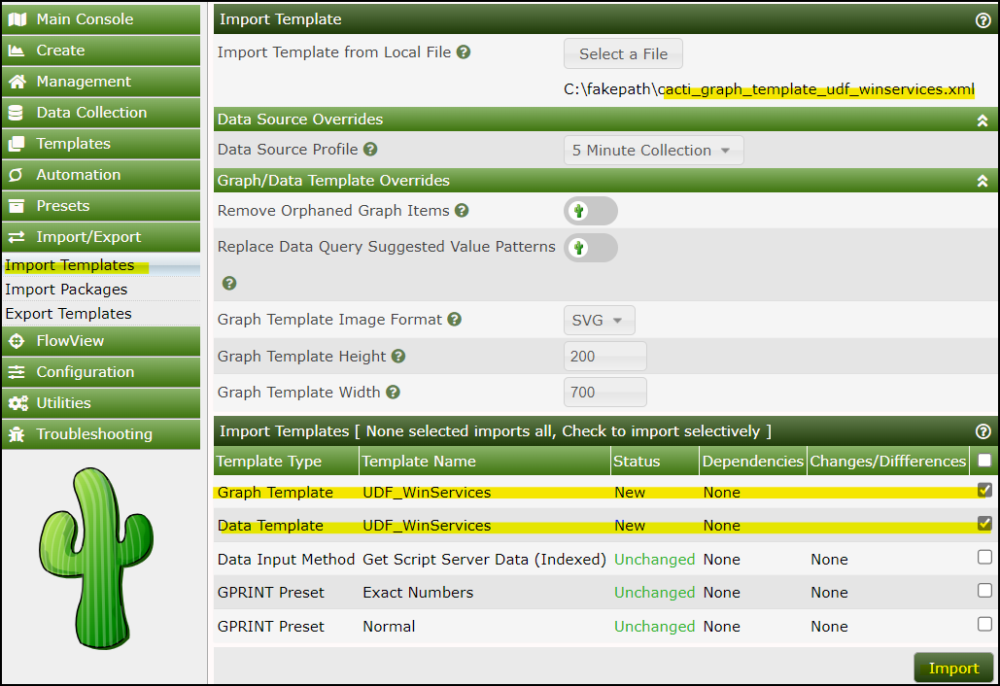 Main Console
Create
Management
Data Collection
Templates
Automation
Presets
Import/Export
Import Templates
Import Packages
Export Templates
FlowView
Configuration
Utilities
Troubleshooting
Import Template
Import Template from Local File
Select a File
C:\fakepath\cacti_graph_template_udf_winservices.xml
Data Source Overrides
Data Source Profile 5 Minute Collection
Graph/Data Template Overrides
Remove Orphaned Graph Items
Replace Data Query Suggested Value Patterns
Graph Template Image Format SVG
Graph Template Height 200
Graph Template Width 700
Import Templates [ None selected imports all, Check to import selectively ]
Template Type Template Name Status Dependencies Changes/Diffferences
Graph Template UDF_WinServices New None
Data Template UDF_WinServices New None
Data Input Method Get Script Server Data (Indexed) Unchanged None None
GPRINT Preset Exact Numbers Unchanged None None
GPRINT Preset Normal Unchanged None None
Import